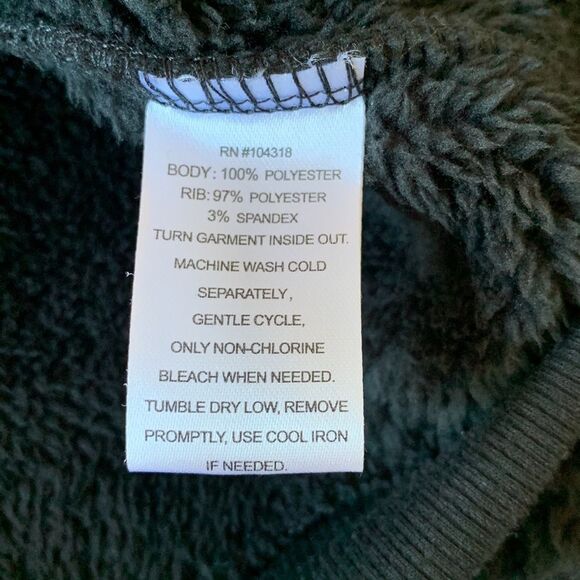 RN #104318
BODY: 100% POLYESTER
RIB: 97% POLYESTER
3% SPANDEX
TURN GARMENT INSIDE OUT.
MACHINE WASH COLD
SEPARATELY,
GENTLE CYCLE,
ONLY NON-CHLORINE
BLEACH WHEN NEEDED.
TUMBLE DRY LOW, REMOVE
PROMPTLY, USE COOL IRON
IF NEEDED.